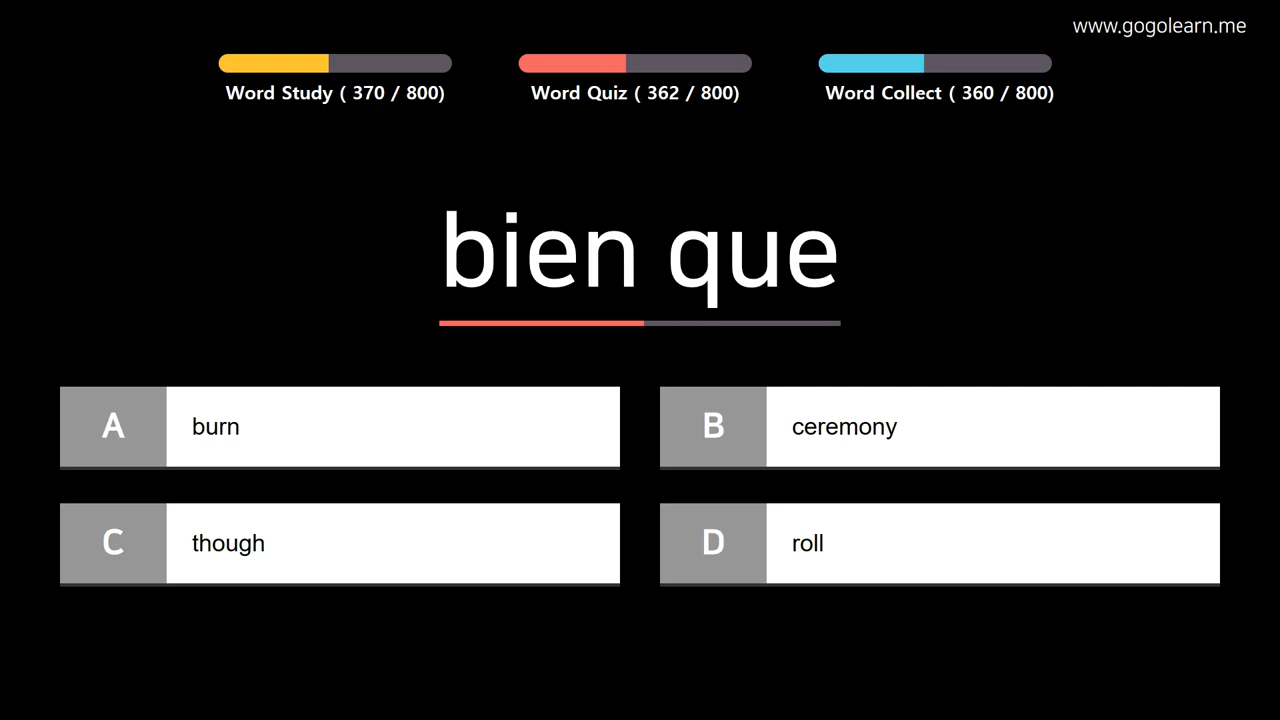 www.gogolearn.me
Word Study ( 370 / 800)
Word Quiz ( 362 / 800)
Word Collect ( 360 / 800)
bien que
A burn
B ceremony
C though
D roll